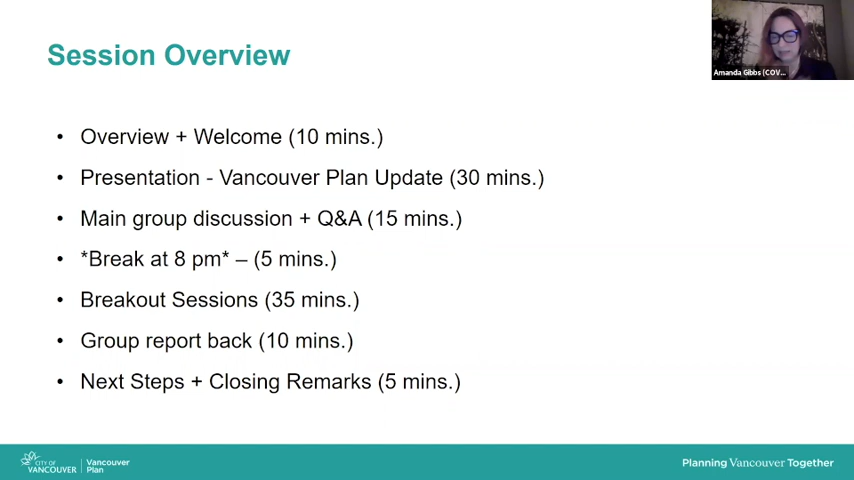 Session Overview
Amanda Gibbs (COV...
• Overview + Welcome (10 mins.)
• Presentation - Vancouver Plan Update (30 mins.)
• Main group discussion + Q&A (15 mins.)
• *Break at 8 pm* – (5 mins.)
• Breakout Sessions (35 mins.)
• Group report back (10 mins.)
• Next Steps + Closing Remarks (5 mins.)
CITY OF
VANCOUVER
Vancouver
Plan
Planning Vancouver Together